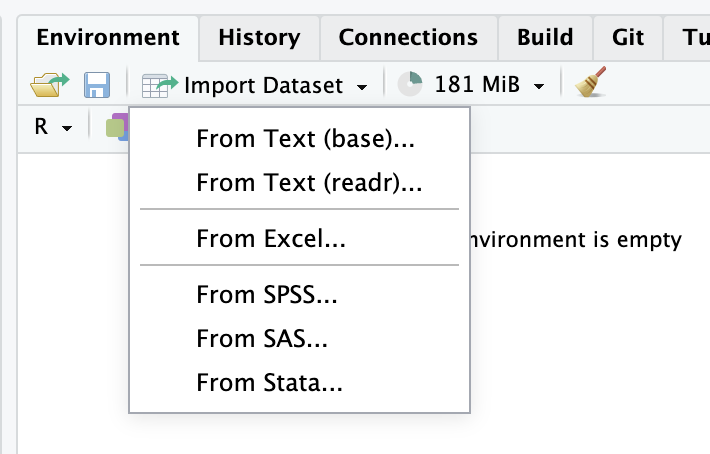 Environment History Connections Build Git Tu
Import Dataset 181 MiB
R
From Text (base)...
From Text (readr)...
From Excel...
nvironment is empty
From SPSS...
From SAS...
From Stata...